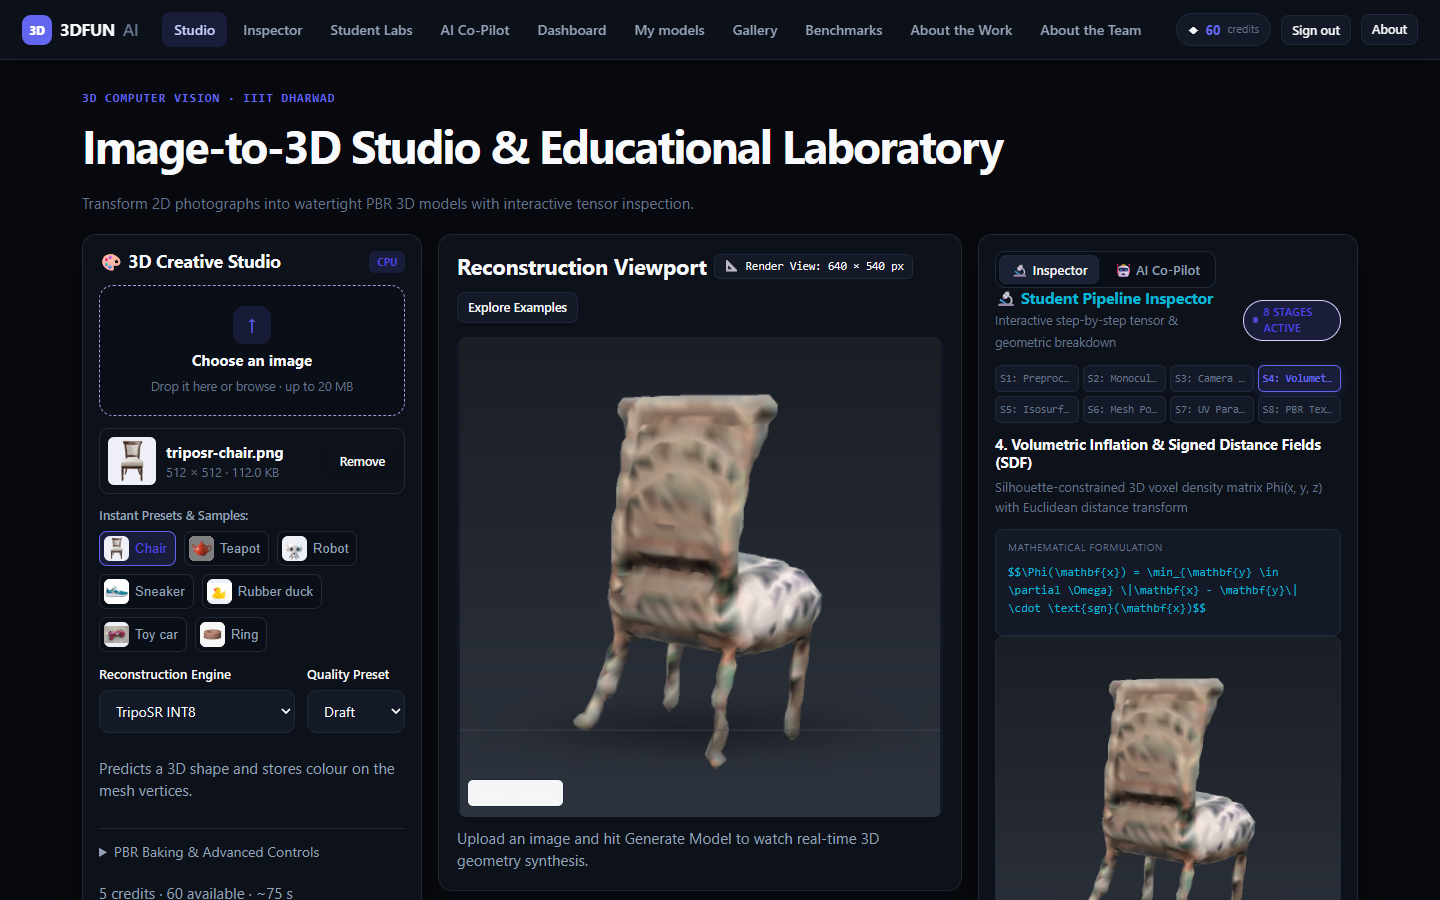 3D 3DFUN AI Studio Inspector Student Labs AI Co-Pilot Dashboard My models Gallery Benchmarks About the Work About the Team 60 credits Sign out About
3D COMPUTER VISION · IIIT DHARWAD
Image-to-3D Studio & Educational Laboratory
Transform 2D photographs into watertight PBR 3D models with interactive tensor inspection.
3D Creative Studio CPU
↑
Choose an image
Drop it here or browse · up to 20 MB
triposr-chair.png
512 × 512 · 112.0 KB
Remove
Instant Presets & Samples:
Chair Teapot Robot
Sneaker Rubber duck
Toy car Ring
Reconstruction Engine Quality Preset
TripoSR INT8 Draft
Predicts a 3D shape and stores colour on the
mesh vertices.
PBR Baking & Advanced Controls
5 credits · 60 available · ~75 s
Reconstruction Viewport Render View: 640 × 540 px
Explore Examples
Upload an image and hit Generate Model to watch real-time 3D
geometry synthesis.
Inspector AI Co-Pilot
Student Pipeline Inspector
Interactive step-by-step tensor &
geometric breakdown
8 STAGES
ACTIVE
S1: Preproc… S2: Monocul… S3: Camera … S4: Volumet…
S5: Isosurf… S6: Mesh Po… S7: UV Para… S8: PBR Tex…
4. Volumetric Inflation & Signed Distance Fields
(SDF)
Silhouette-constrained 3D voxel density matrix Phi(x, y, z)
with Euclidean distance transform
MATHEMATICAL FORMULATION
$$\Phi(\mathbf{x}) = \min_{\mathbf{y} \in
\partial \Omega} \|\mathbf{x} - \mathbf{y}\|
\cdot \text{sgn}(\mathbf{x})$$